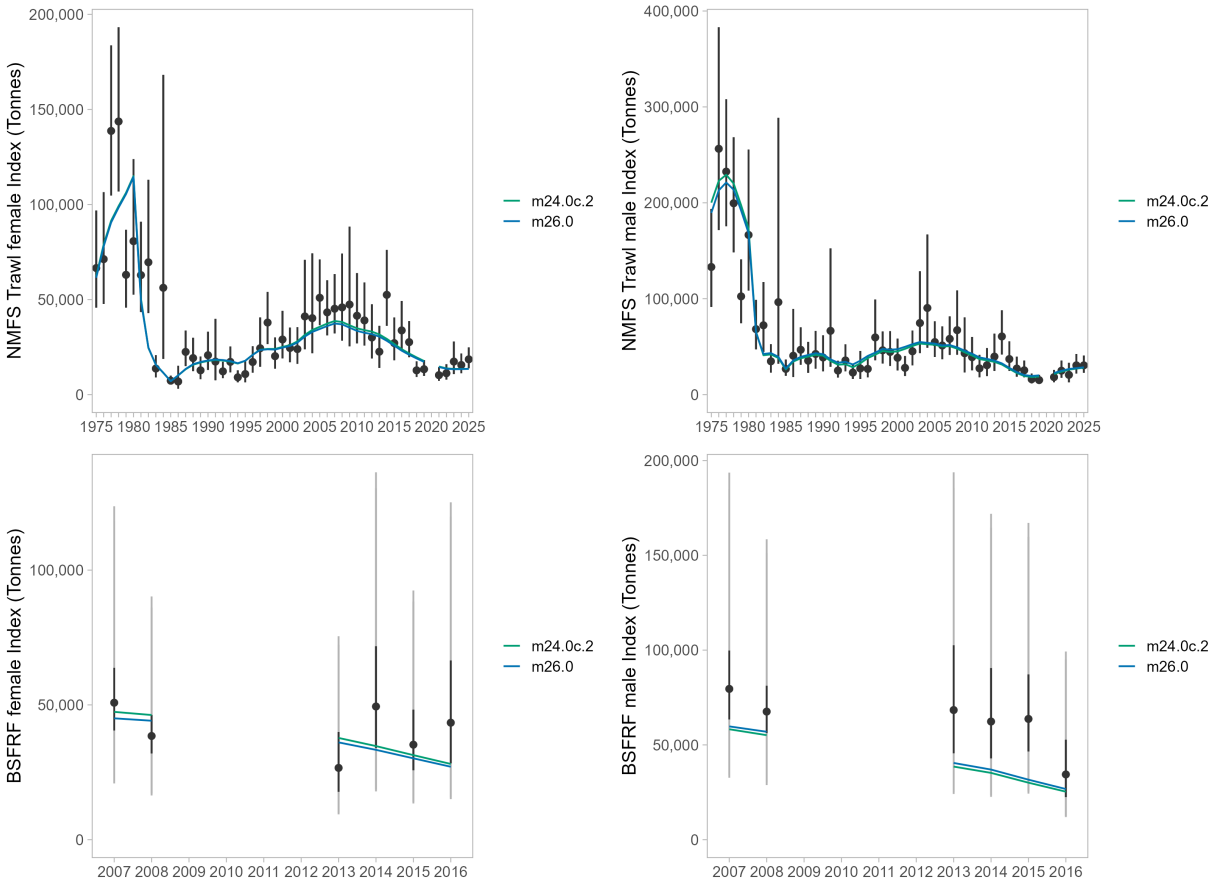 NMFS Trawl female Index (Tonnes)
200,000
150,000
100,000
50,000
0
1975 1980 1985 1990 1995 2000 2005 2010 2015 2020 2025
m24.0c.2
m26.0
NMFS Trawl male Index (Tonnes)
400,000
300,000
200,000
100,000
0
1975 1980 1985 1990 1995 2000 2005 2010 2015 2020 2025
m24.0c.2
m26.0
BSFRF female Index (Tonnes)
100,000
50,000
0
2007 2008 2009 2010 2011 2012 2013 2014 2015 2016
m24.0c.2
m26.0
BSFRF male Index (Tonnes)
200,000
150,000
100,000
50,000
0
2007 2008 2009 2010 2011 2012 2013 2014 2015 2016
m24.0c.2
m26.0